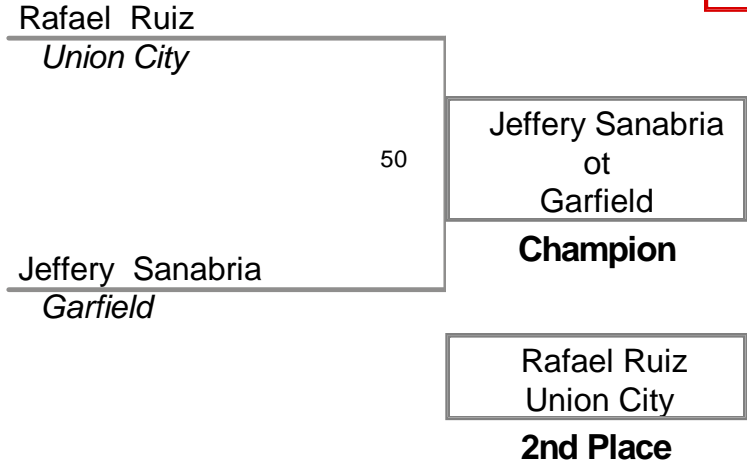 Rafael Ruiz
Union City
50
Jeffery Sanabria
ot
Garfield
Champion
Jeffery Sanabria
Garfield
Rafael Ruiz
Union City
2nd Place